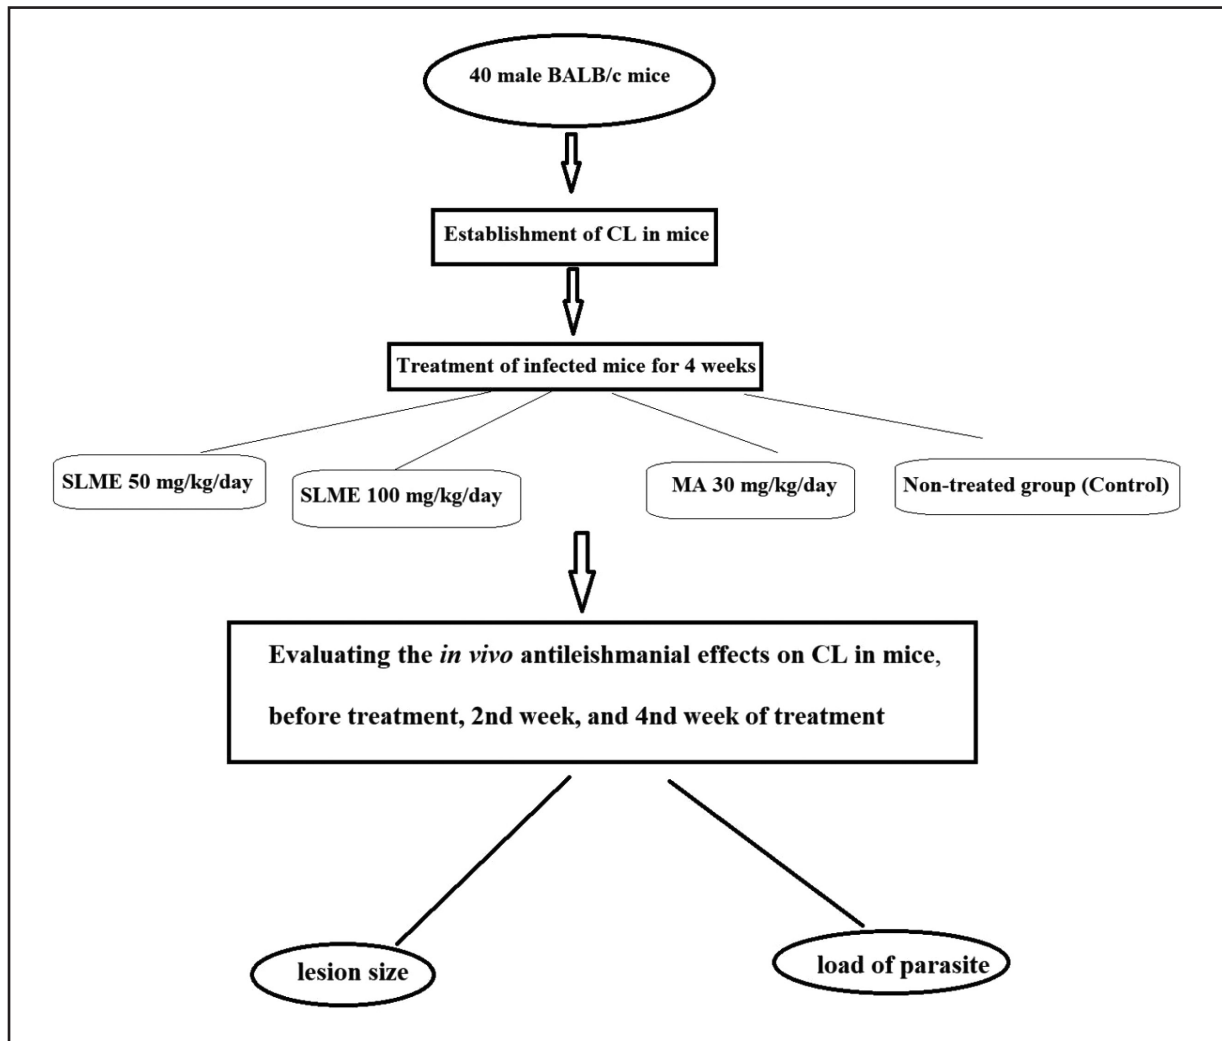 40 male BALB/c mice
Establishment of CL in mice
Treatment of infected mice for 4 weeks
SLME 50 mg/kg/day
SLME 100 mg/kg/day
MA 30 mg/kg/day
Non-treated group (Control)
Evaluating the in vivo antileishmanial effects on CL in mice,
before treatment, 2nd week, and 4nd week of treatment
lesion size
load of parasite